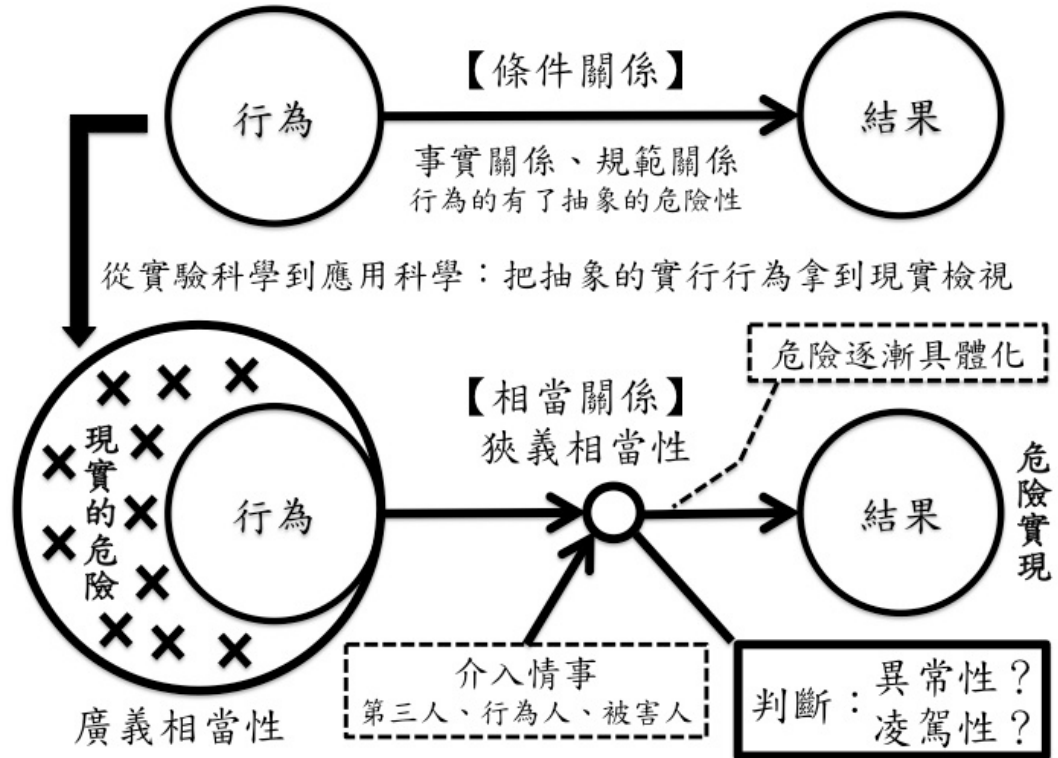 【條件關係】
行為
結果
事實關係、規範關係
行為的有了抽象的危險性
從實驗科學到應用科學：把抽象的實行行為拿到現實檢視
危險逐漸具體化
【相當關係】
狹義相當性
現實的危險
行為
結果
危險實現
介入情事
第三人、行為人、被害人
判斷：
異常性？
凌駕性？
廣義相當性